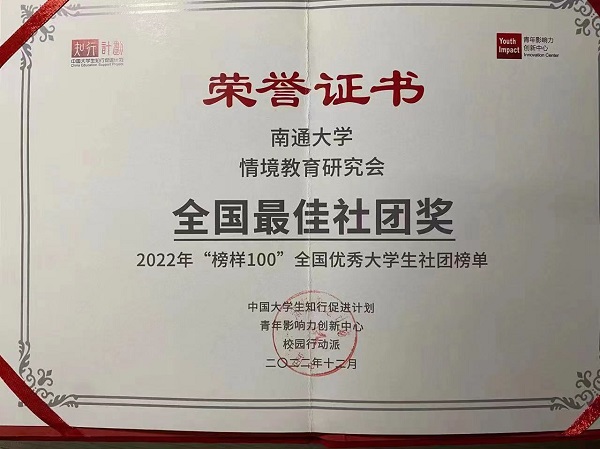 知行計劃
中国大学生知行促进计划
China Education Support Project
Youth
Impact
青年影响力
创新中心
Innovation Center
荣誉证书
南通大学
情境教育研究会
全国最佳社团奖
2022年“榜样100”全国优秀大学生社团榜单
中国大学生知行促进计划
青年影响力创新中心
校园行动派
二〇二二年十二月